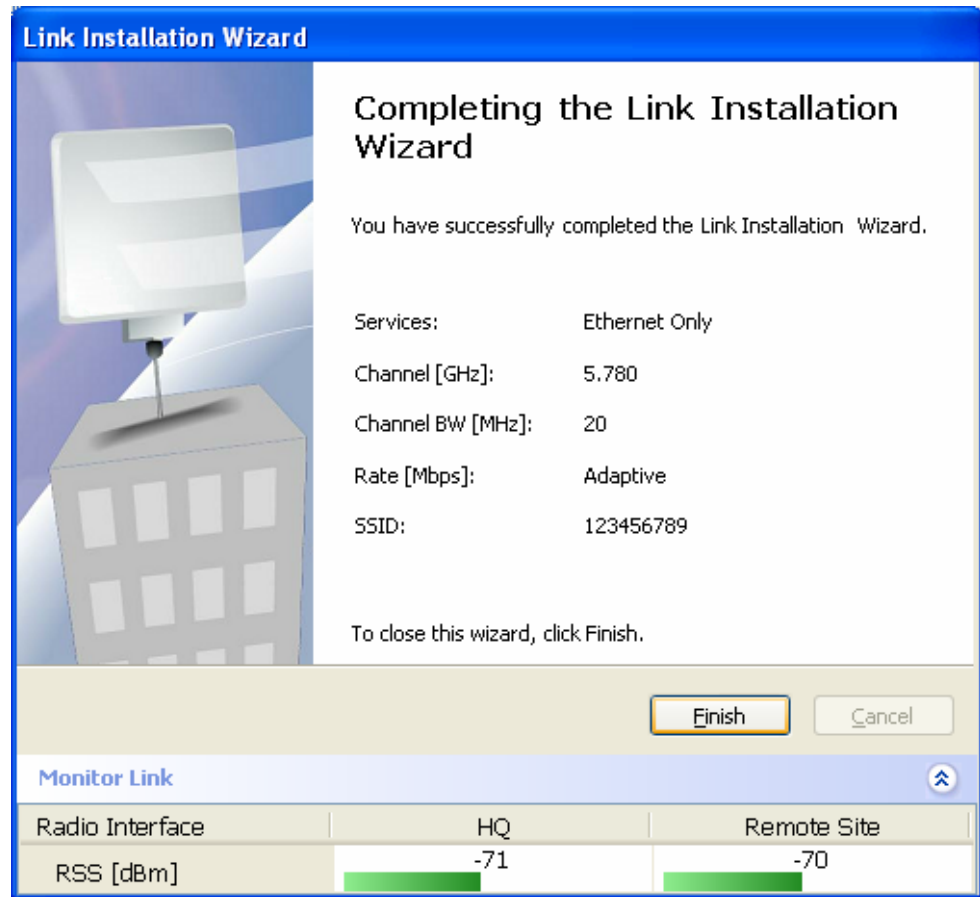 Link Installation Wizard
Completing the Link Installation
Wizard
You have successfully completed the Link Installation Wizard.
Services: Ethernet Only
Channel [GHz]: 5.780
Channel BW [MHz]: 20
Rate [Mbps]: Adaptive
SSID: 123456789
To close this wizard, click Finish.
Finish Cancel
Monitor Link
Radio Interface HQ Remote Site
RSS [dBm] -71 -70